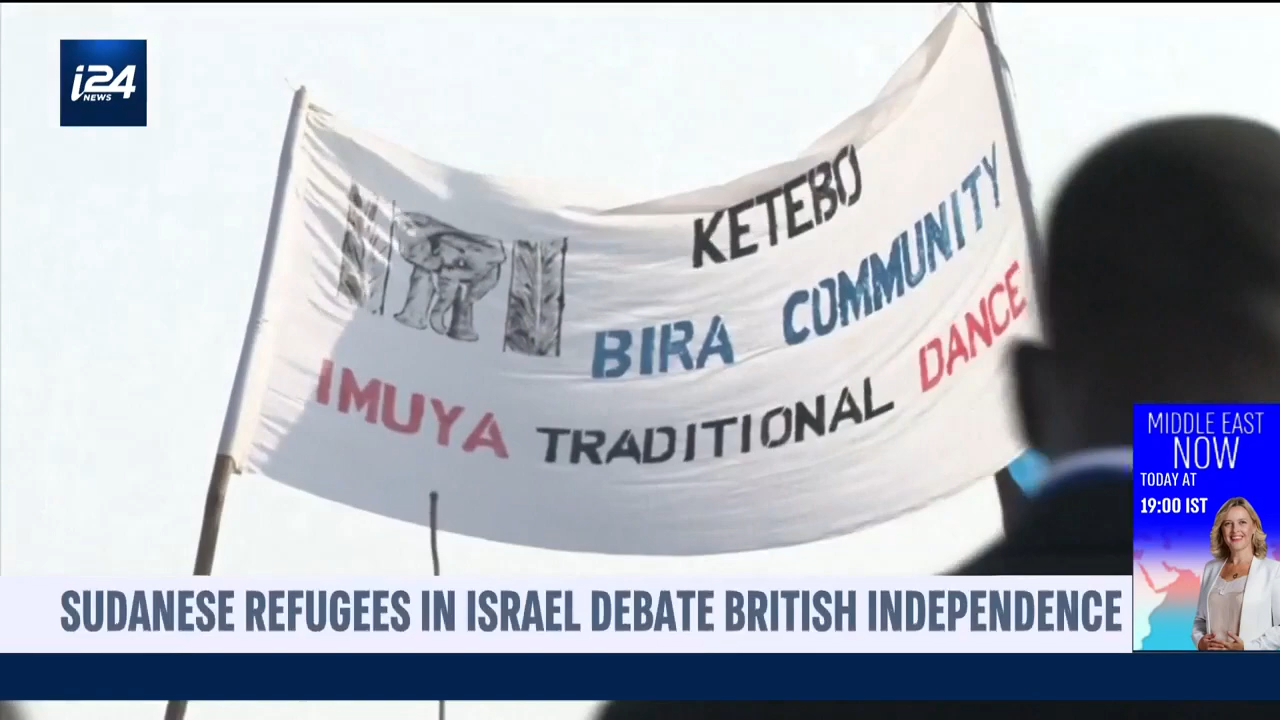 i24
NEWS
KETEBO
BIRA COMMUNITY
IMUYA TRADITIONAL DANCE
MIDDLE EAST
NOW
TODAY AT
19:00 IST
SUDANESE REFUGEES IN ISRAEL DEBATE BRITISH INDEPENDENCE